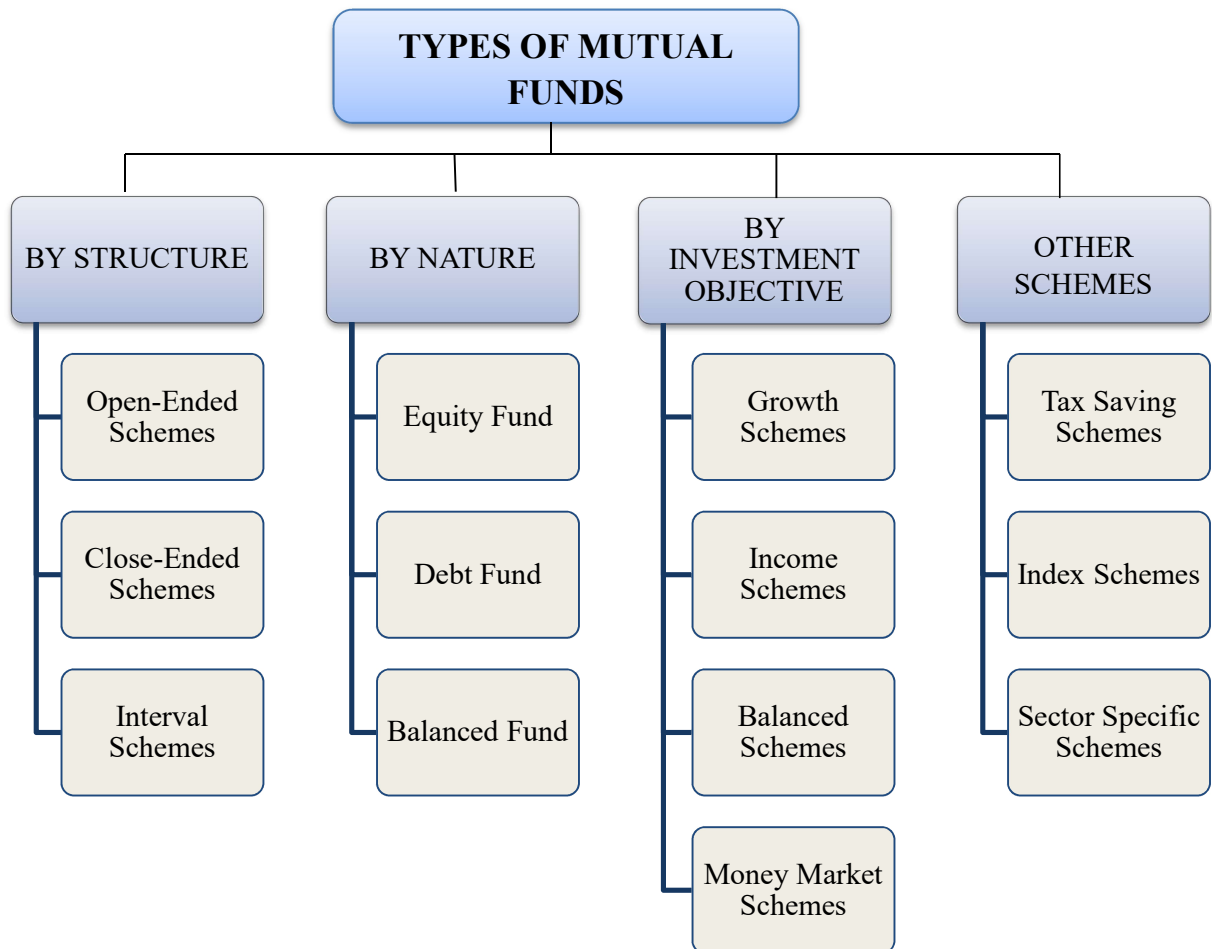 TYPES OF MUTUAL
FUNDS
BY STRUCTURE
Open-Ended
Schemes
Close-Ended
Schemes
Interval
Schemes
BY NATURE
Equity Fund
Debt Fund
Balanced Fund
BY
INVESTMENT
OBJECTIVE
Growth
Schemes
Income
Schemes
Balanced
Schemes
Money Market
Schemes
OTHER
SCHEMES
Tax Saving
Schemes
Index Schemes
Sector Specific
Schemes